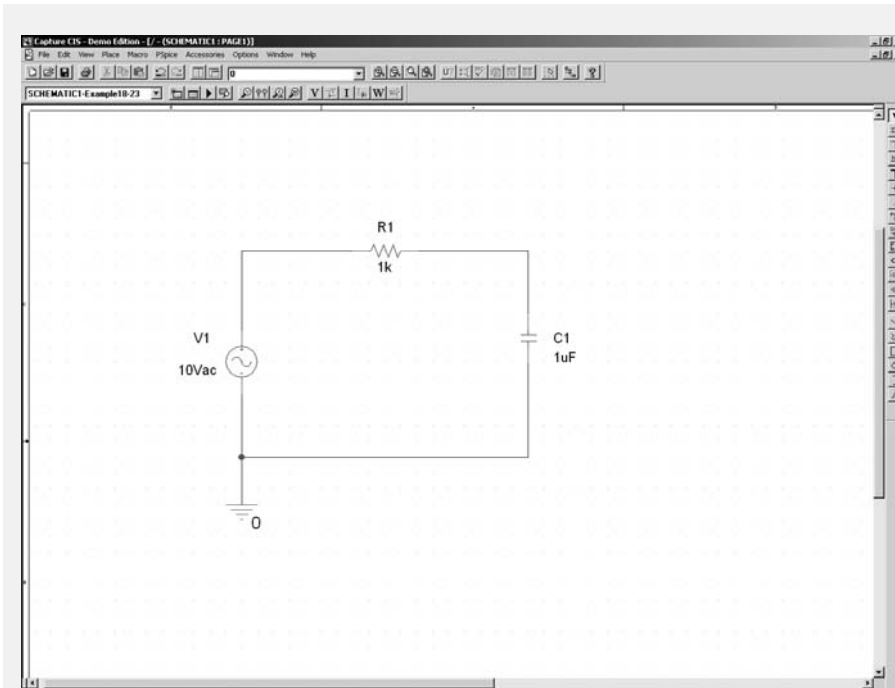 Capture CIS - Demo Edition - [/ - (SCHEMATIC1 : PAGE1)]
File Edit View Place Macro PSpice Accessories Options Window Help
0
SCHEMATIC1-Example18-23
V I W
R1
1k
V1
10Vac
C1
1uF
0